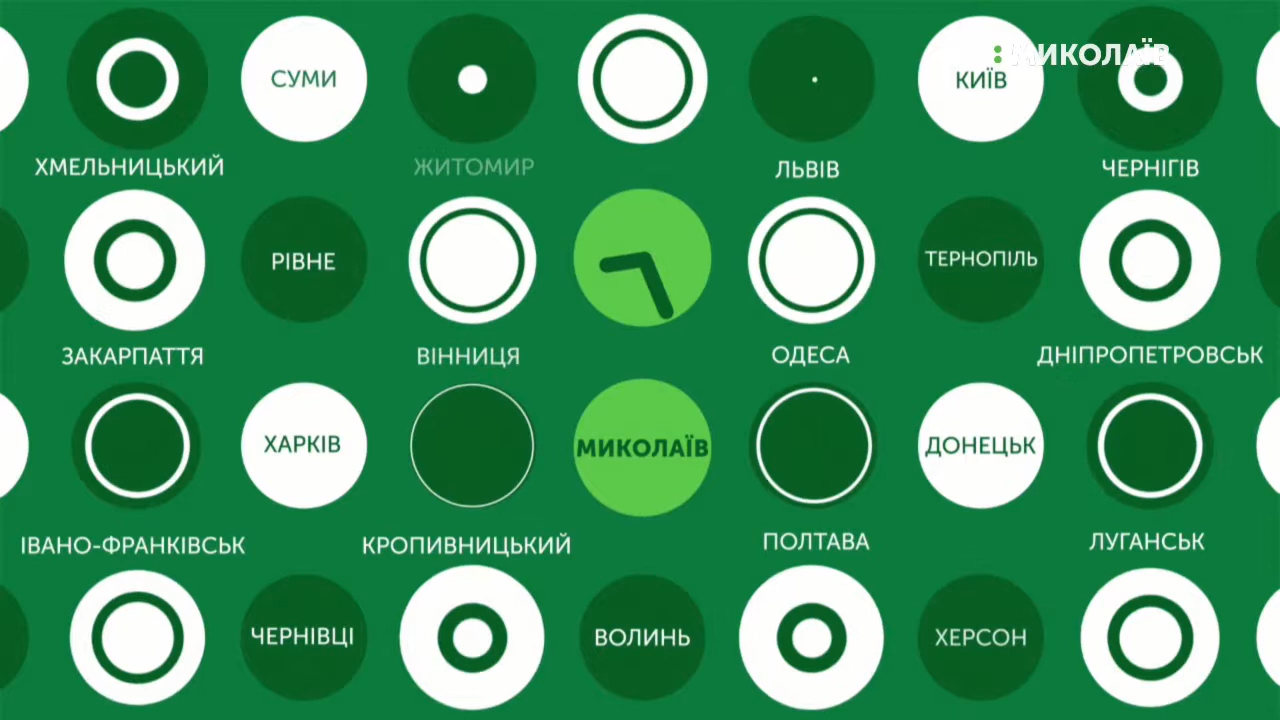 : МИКОЛАЇВ
СУМИ
КИЇВ
ХМЕЛЬНИЦЬКИЙ
ЖИТОМИР
ЛЬВІВ
ЧЕРНІГІВ
РІВНЕ
ТЕРНОПІЛЬ
ЗАКАРПАТТЯ
ВІННИЦЯ
ОДЕСА
ДНІПРОПЕТРОВСЬК
ХАРКІВ
МИКОЛАЇВ
ДОНЕЦЬК
ІВАНО-ФРАНКІВСЬК
КРОПИВНИЦЬКИЙ
ПОЛТАВА
ЛУГАНСЬК
ЧЕРНІВЦІ
ВОЛИНЬ
ХЕРСОН